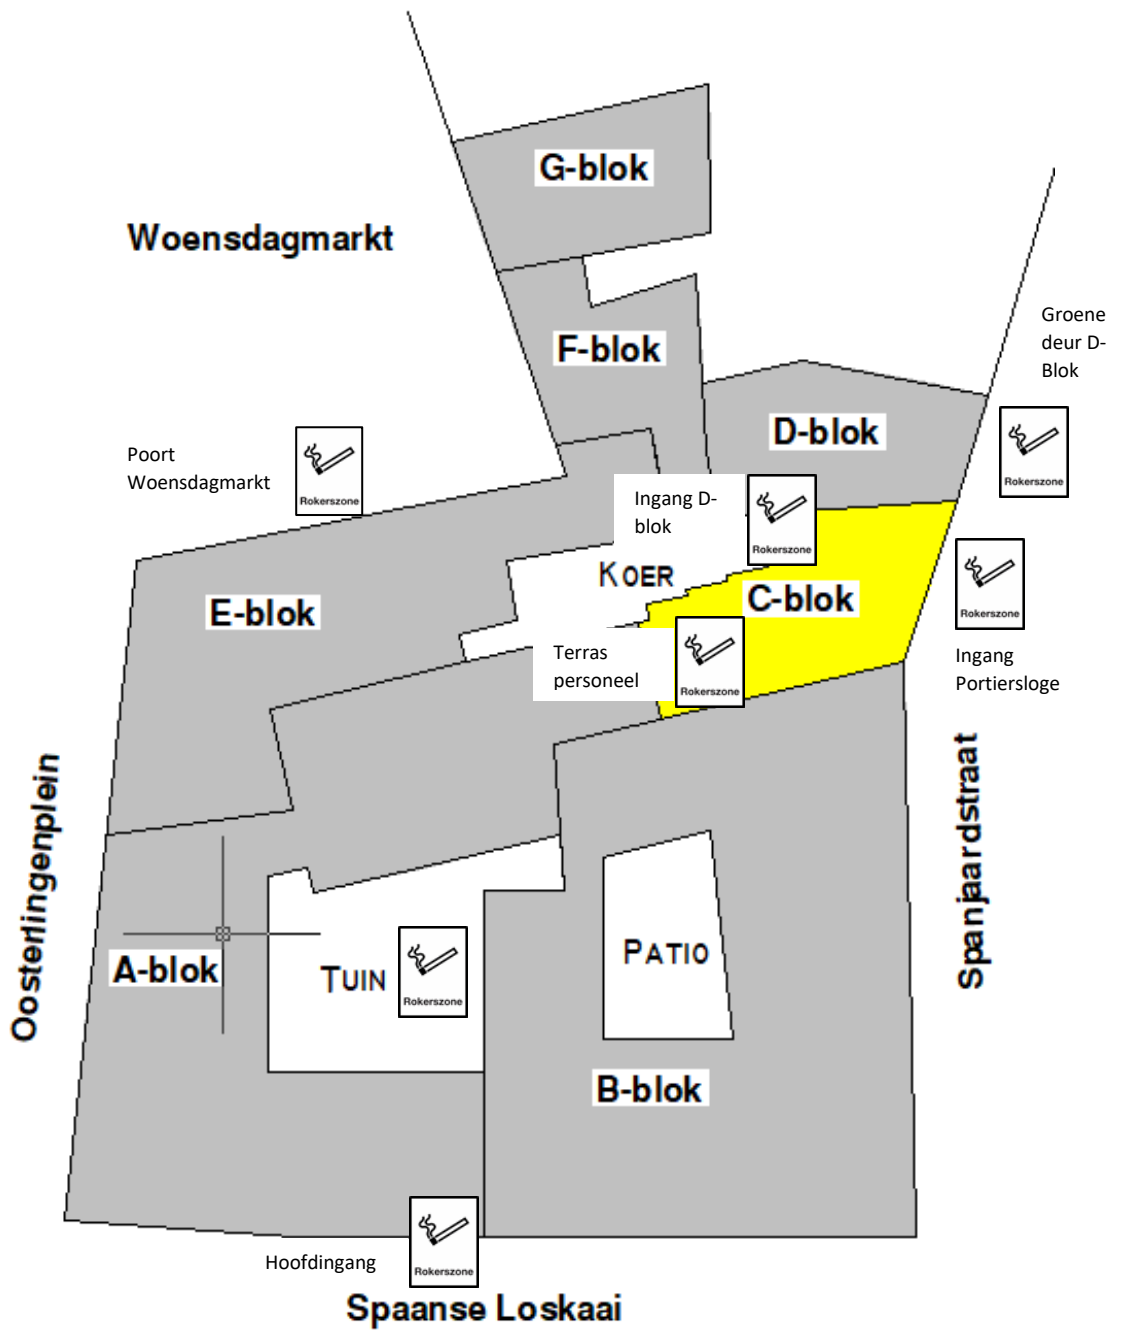 G-blok
Woensdagmarkt
Groene
deur D-
Blok
F-blok
D-blok
Poort
Woensdagmarkt
Rokerszone
Rokerszone
Ingang D-
blok
Rokerszone
KOER
C-blok
E-blok
Rokerszone
Terras
personeel
Rokerszone
Ingang
Portiersloge
Oosterlingenplein
Spanjaardstraat
A-blok
TUIN
Rokerszone
PATIO
B-blok
Hoofdingang
Rokerszone
Spaanse Loskaai